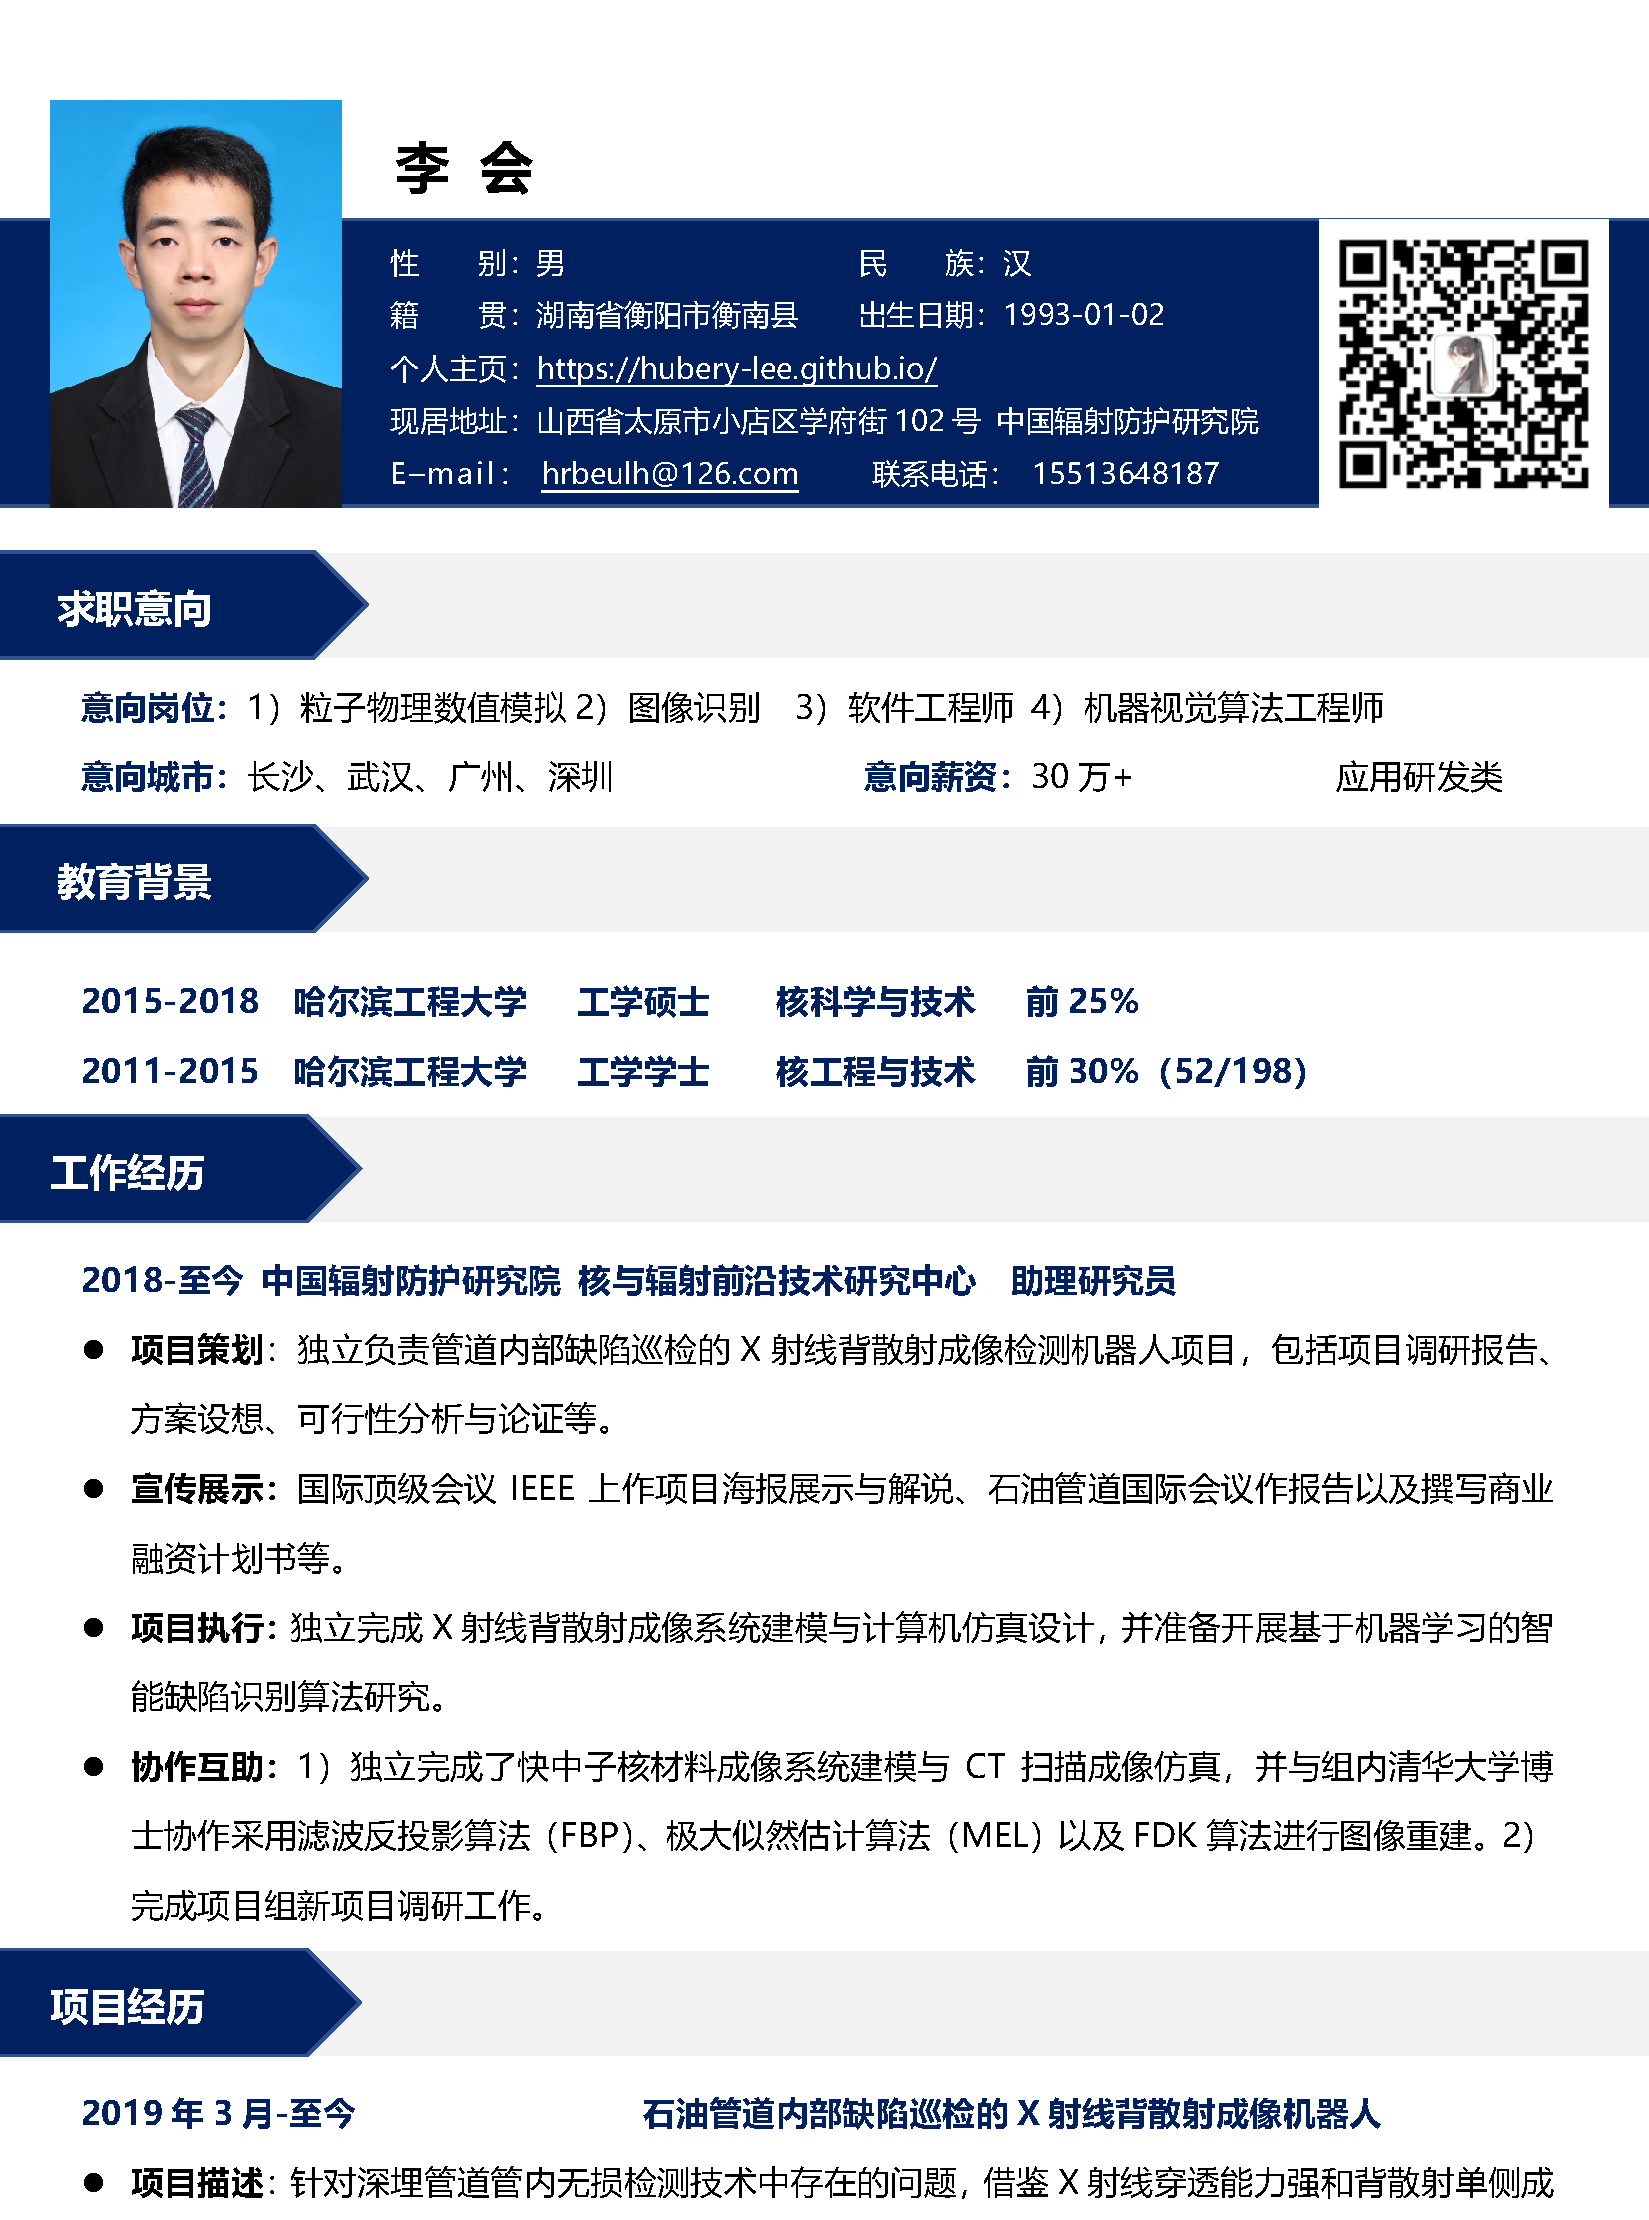 李 会
性 别：男 民 族：汉
籍 贯：湖南省衡阳市衡南县 出生日期：1993-01-02
个人主页：https://hubery-lee.github.io/
现居地址：山西省太原市小店区学府街 102 号 中国辐射防护研究院
E-mail： hrbeulh@126.com 联系电话： 15513648187
求职意向
意向岗位：1）粒子物理数值模拟 2）图像识别 3）软件工程师 4）机器视觉算法工程师
意向城市：长沙、武汉、广州、深圳 意向薪资：30 万+ 应用研发类
教育背景
2015-2018 哈尔滨工程大学 工学硕士 核科学与技术 前 25%
2011-2015 哈尔滨工程大学 工学学士 核工程与技术 前 30%（52/198）
工作经历
2018-至今 中国辐射防护研究院 核与辐射前沿技术研究中心 助理研究员
● 项目策划：独立负责管道内部缺陷巡检的 X 射线背散射成像检测机器人项目，包括项目调研报告、
方案设想、可行性分析与论证等。
● 宣传展示：国际顶级会议 IEEE 上作项目海报展示与解说、石油管道国际会议作报告以及撰写商业
融资计划书等。
● 项目执行：独立完成 X 射线背散射成像系统建模与计算机仿真设计，并准备开展基于机器学习的智
能缺陷识别算法研究。
● 协作互助：1）独立完成了快中子核材料成像系统建模与 CT 扫描成像仿真，并与组内清华大学博
士协作采用滤波反投影算法（FBP）、极大似然估计算法（MEL）以及 FDK 算法进行图像重建。2）
完成项目组新项目调研工作。
项目经历
2019 年 3 月-至今 石油管道内部缺陷巡检的 X 射线背散射成像机器人
● 项目描述：针对深埋管道管内无损检测技术中存在的问题，借鉴 X 射线穿透能力强和背散射单侧成